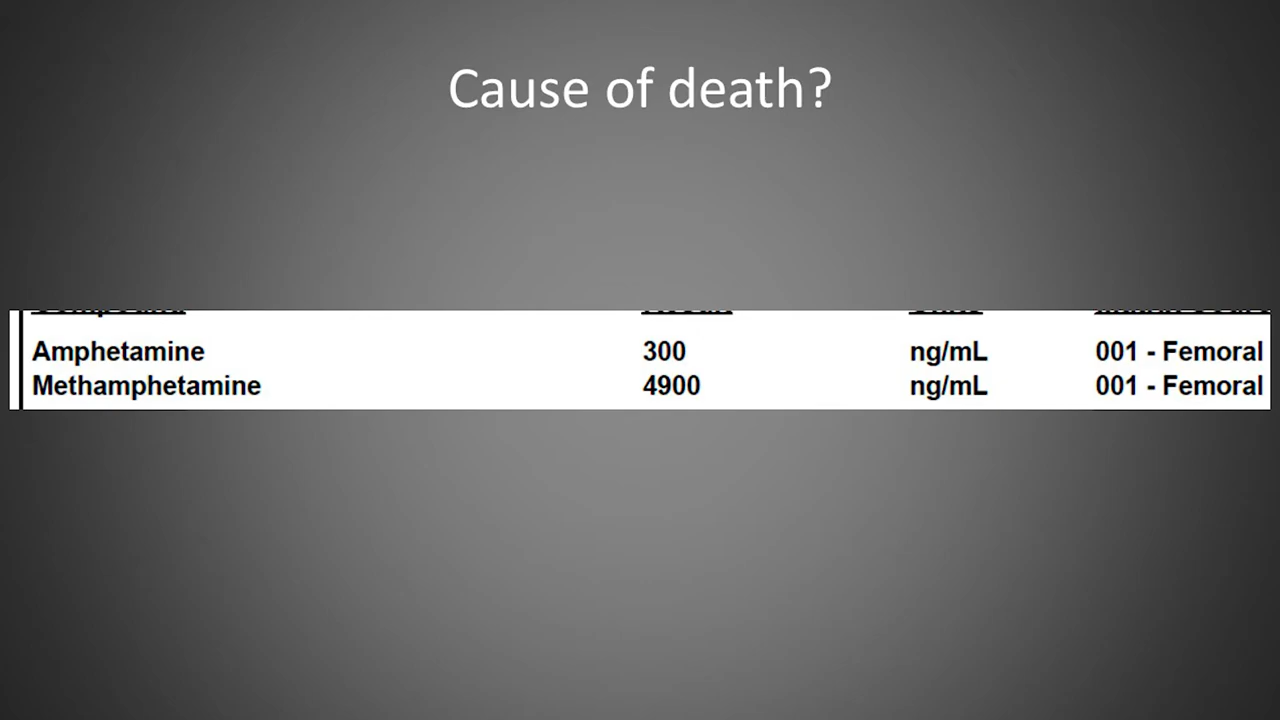 Cause of death?
Amphetamine 300 ng/mL 001 - Femoral
Methamphetamine 4900 ng/mL 001 - Femoral